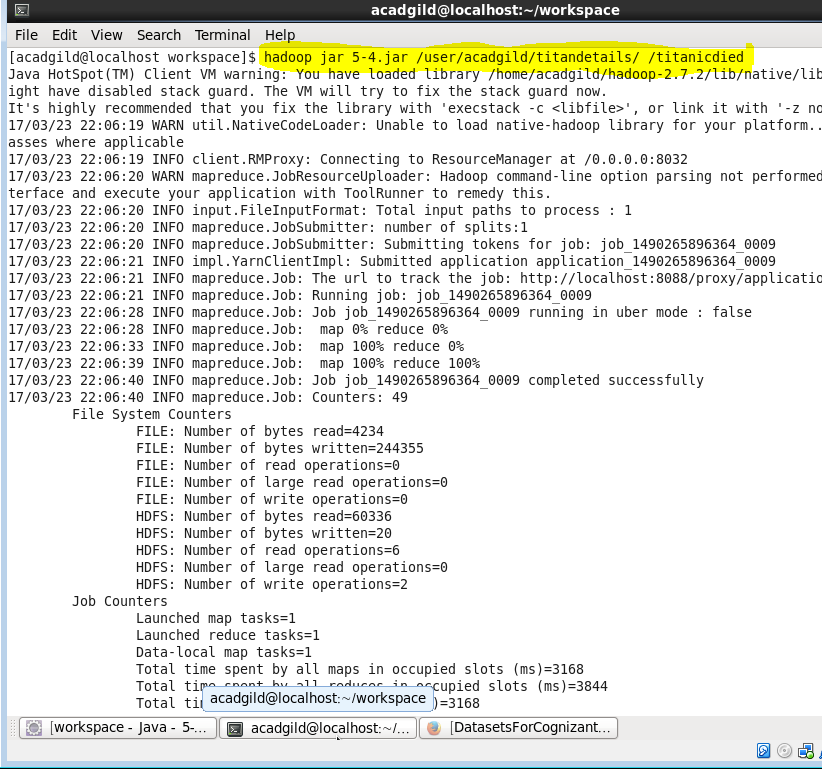 acadgild@localhost:~/workspace
File Edit View Search Terminal Help
[acadgild@localhost workspace]$ hadoop jar 5-4.jar /user/acadgild/titandetails/ /titanicdied
Java HotSpot(TM) Client VM warning: You have loaded library /home/acadgild/hadoop-2.7.2/lib/native/lib
ight have disabled stack guard. The VM will try to fix the stack guard now.
It's highly recommended that you fix the library with 'execstack -c <libfile>', or link it with '-z no
17/03/23 22:06:19 WARN util.NativeCodeLoader: Unable to load native-hadoop library for your platform..
asses where applicable
17/03/23 22:06:19 INFO client.RMProxy: Connecting to ResourceManager at /0.0.0.0:8032
17/03/23 22:06:20 WARN mapreduce.JobResourceUploader: Hadoop command-line option parsing not performed
terface and execute your application with ToolRunner to remedy this.
17/03/23 22:06:20 INFO input.FileInputFormat: Total input paths to process : 1
17/03/23 22:06:20 INFO mapreduce.JobSubmitter: number of splits:1
17/03/23 22:06:20 INFO mapreduce.JobSubmitter: Submitting tokens for job: job_1490265896364_0009
17/03/23 22:06:21 INFO impl.YarnClientImpl: Submitted application application_1490265896364_0009
17/03/23 22:06:21 INFO mapreduce.Job: The url to track the job: http://localhost:8088/proxy/applicatio
17/03/23 22:06:21 INFO mapreduce.Job: Running job: job_1490265896364_0009
17/03/23 22:06:28 INFO mapreduce.Job: Job job_1490265896364_0009 running in uber mode : false
17/03/23 22:06:28 INFO mapreduce.Job:  map 0% reduce 0%
17/03/23 22:06:33 INFO mapreduce.Job:  map 100% reduce 0%
17/03/23 22:06:39 INFO mapreduce.Job:  map 100% reduce 100%
17/03/23 22:06:40 INFO mapreduce.Job: Job job_1490265896364_0009 completed successfully
17/03/23 22:06:40 INFO mapreduce.Job: Counters: 49
File System Counters
FILE: Number of bytes read=4234
FILE: Number of bytes written=244355
FILE: Number of read operations=0
FILE: Number of large read operations=0
FILE: Number of write operations=0
HDFS: Number of bytes read=60336
HDFS: Number of bytes written=20
HDFS: Number of read operations=6
HDFS: Number of large read operations=0
HDFS: Number of write operations=2
Job Counters
Launched map tasks=1
Launched reduce tasks=1
Data-local map tasks=1
Total time spent by all maps in occupied slots (ms)=3168
Total time spent by all reduces in occupied slots (ms)=3844
Total ti )=3168
acadgild@localhost:~/workspace
[workspace - Java - 5-... acadgild@localhost:~/... [DatasetsForCognizant...